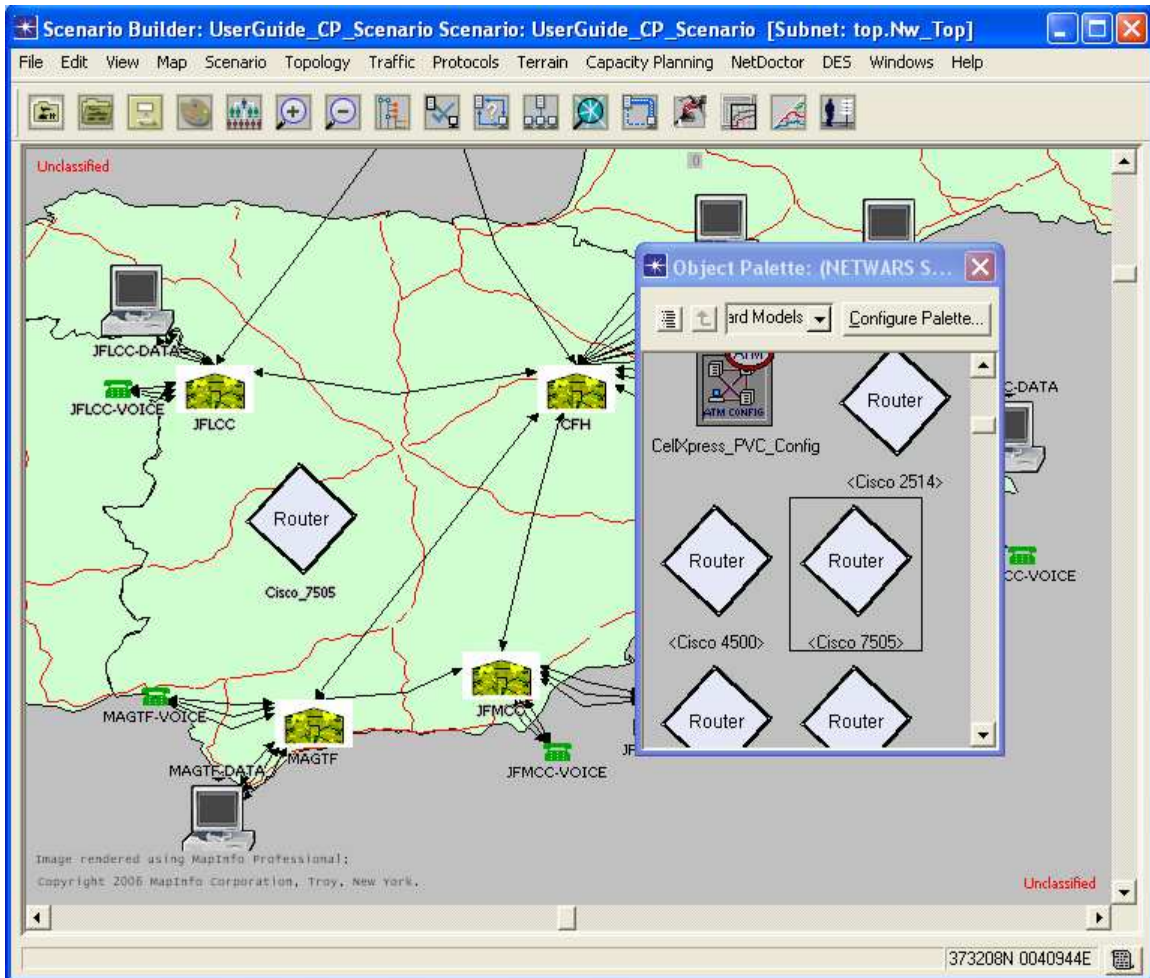 Scenario Builder: UserGuide_CP_Scenario Scenario: UserGuide_CP_Scenario [Subnet: top.Nw_Top]
File Edit View Map Scenario Topology Traffic Protocols Terrain Capacity Planning NetDoctor DES Windows Help
Unclassified
0
JFLCC-DATA
JFLCC-VOICE
JFLCC
CFH
Router
Cisco_7505
MAGTF-VOICE
MAGTF
MAGTF-DATA
JFMCC
JFMCC-VOICE
JF
Object Palette: (NETWARS S...
ard Models
Configure Palette...
ATM
ATM CONFIG
CellXpress_PVC_Config
Router
<Cisco 2514>
Router
<Cisco 4500>
Router
<Cisco 7505>
Router
Router
C-DATA
CC-VOICE
Image rendered using MapInfo Professional;
Copyright 2006 MapInfo Corporation, Troy, New York.
Unclassified
373208N 0040944E